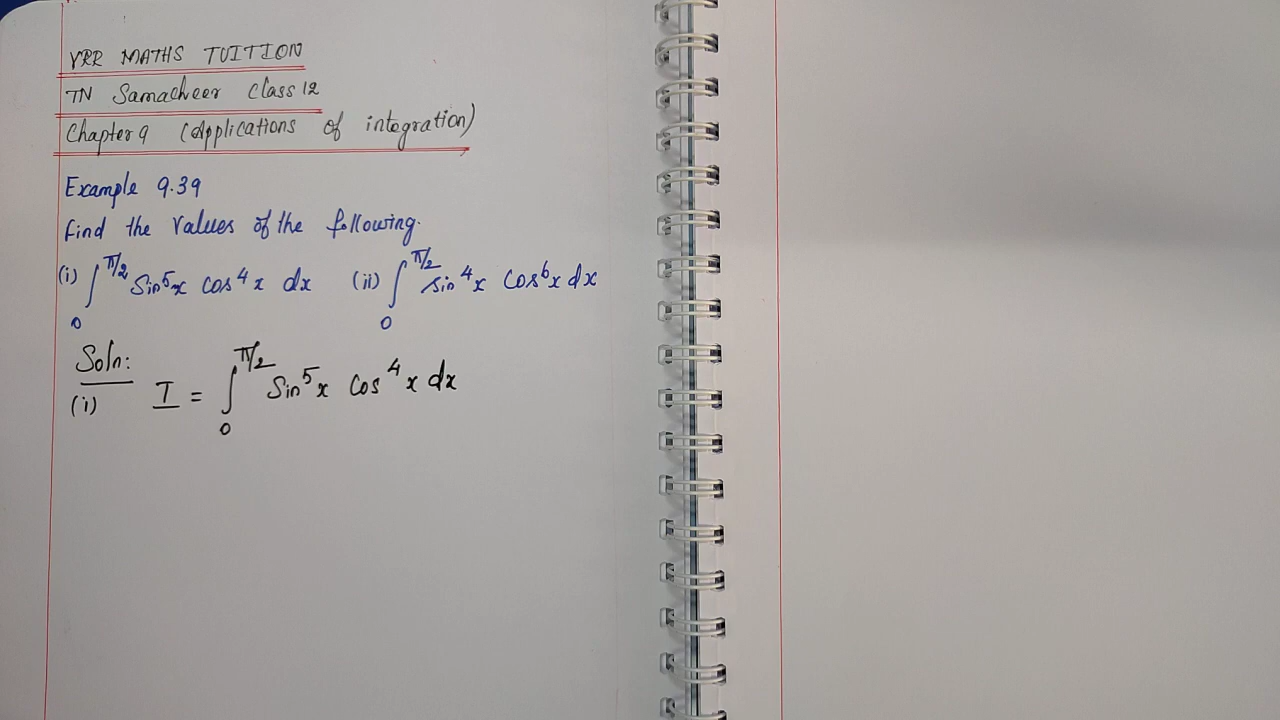 VRR MATHS TUITION
TN Samacheer Class 12
Chapter 9 (Applications of integration)
Example 9.39
Find the values of the following.
(i) ∫₀^π/2 Sin⁵x cos⁴x dx (ii) ∫₀^π/2 sin⁴x Cos⁶x dx
Soln:
(i) I = ∫₀^π/2 Sin⁵x Cos⁴x dx